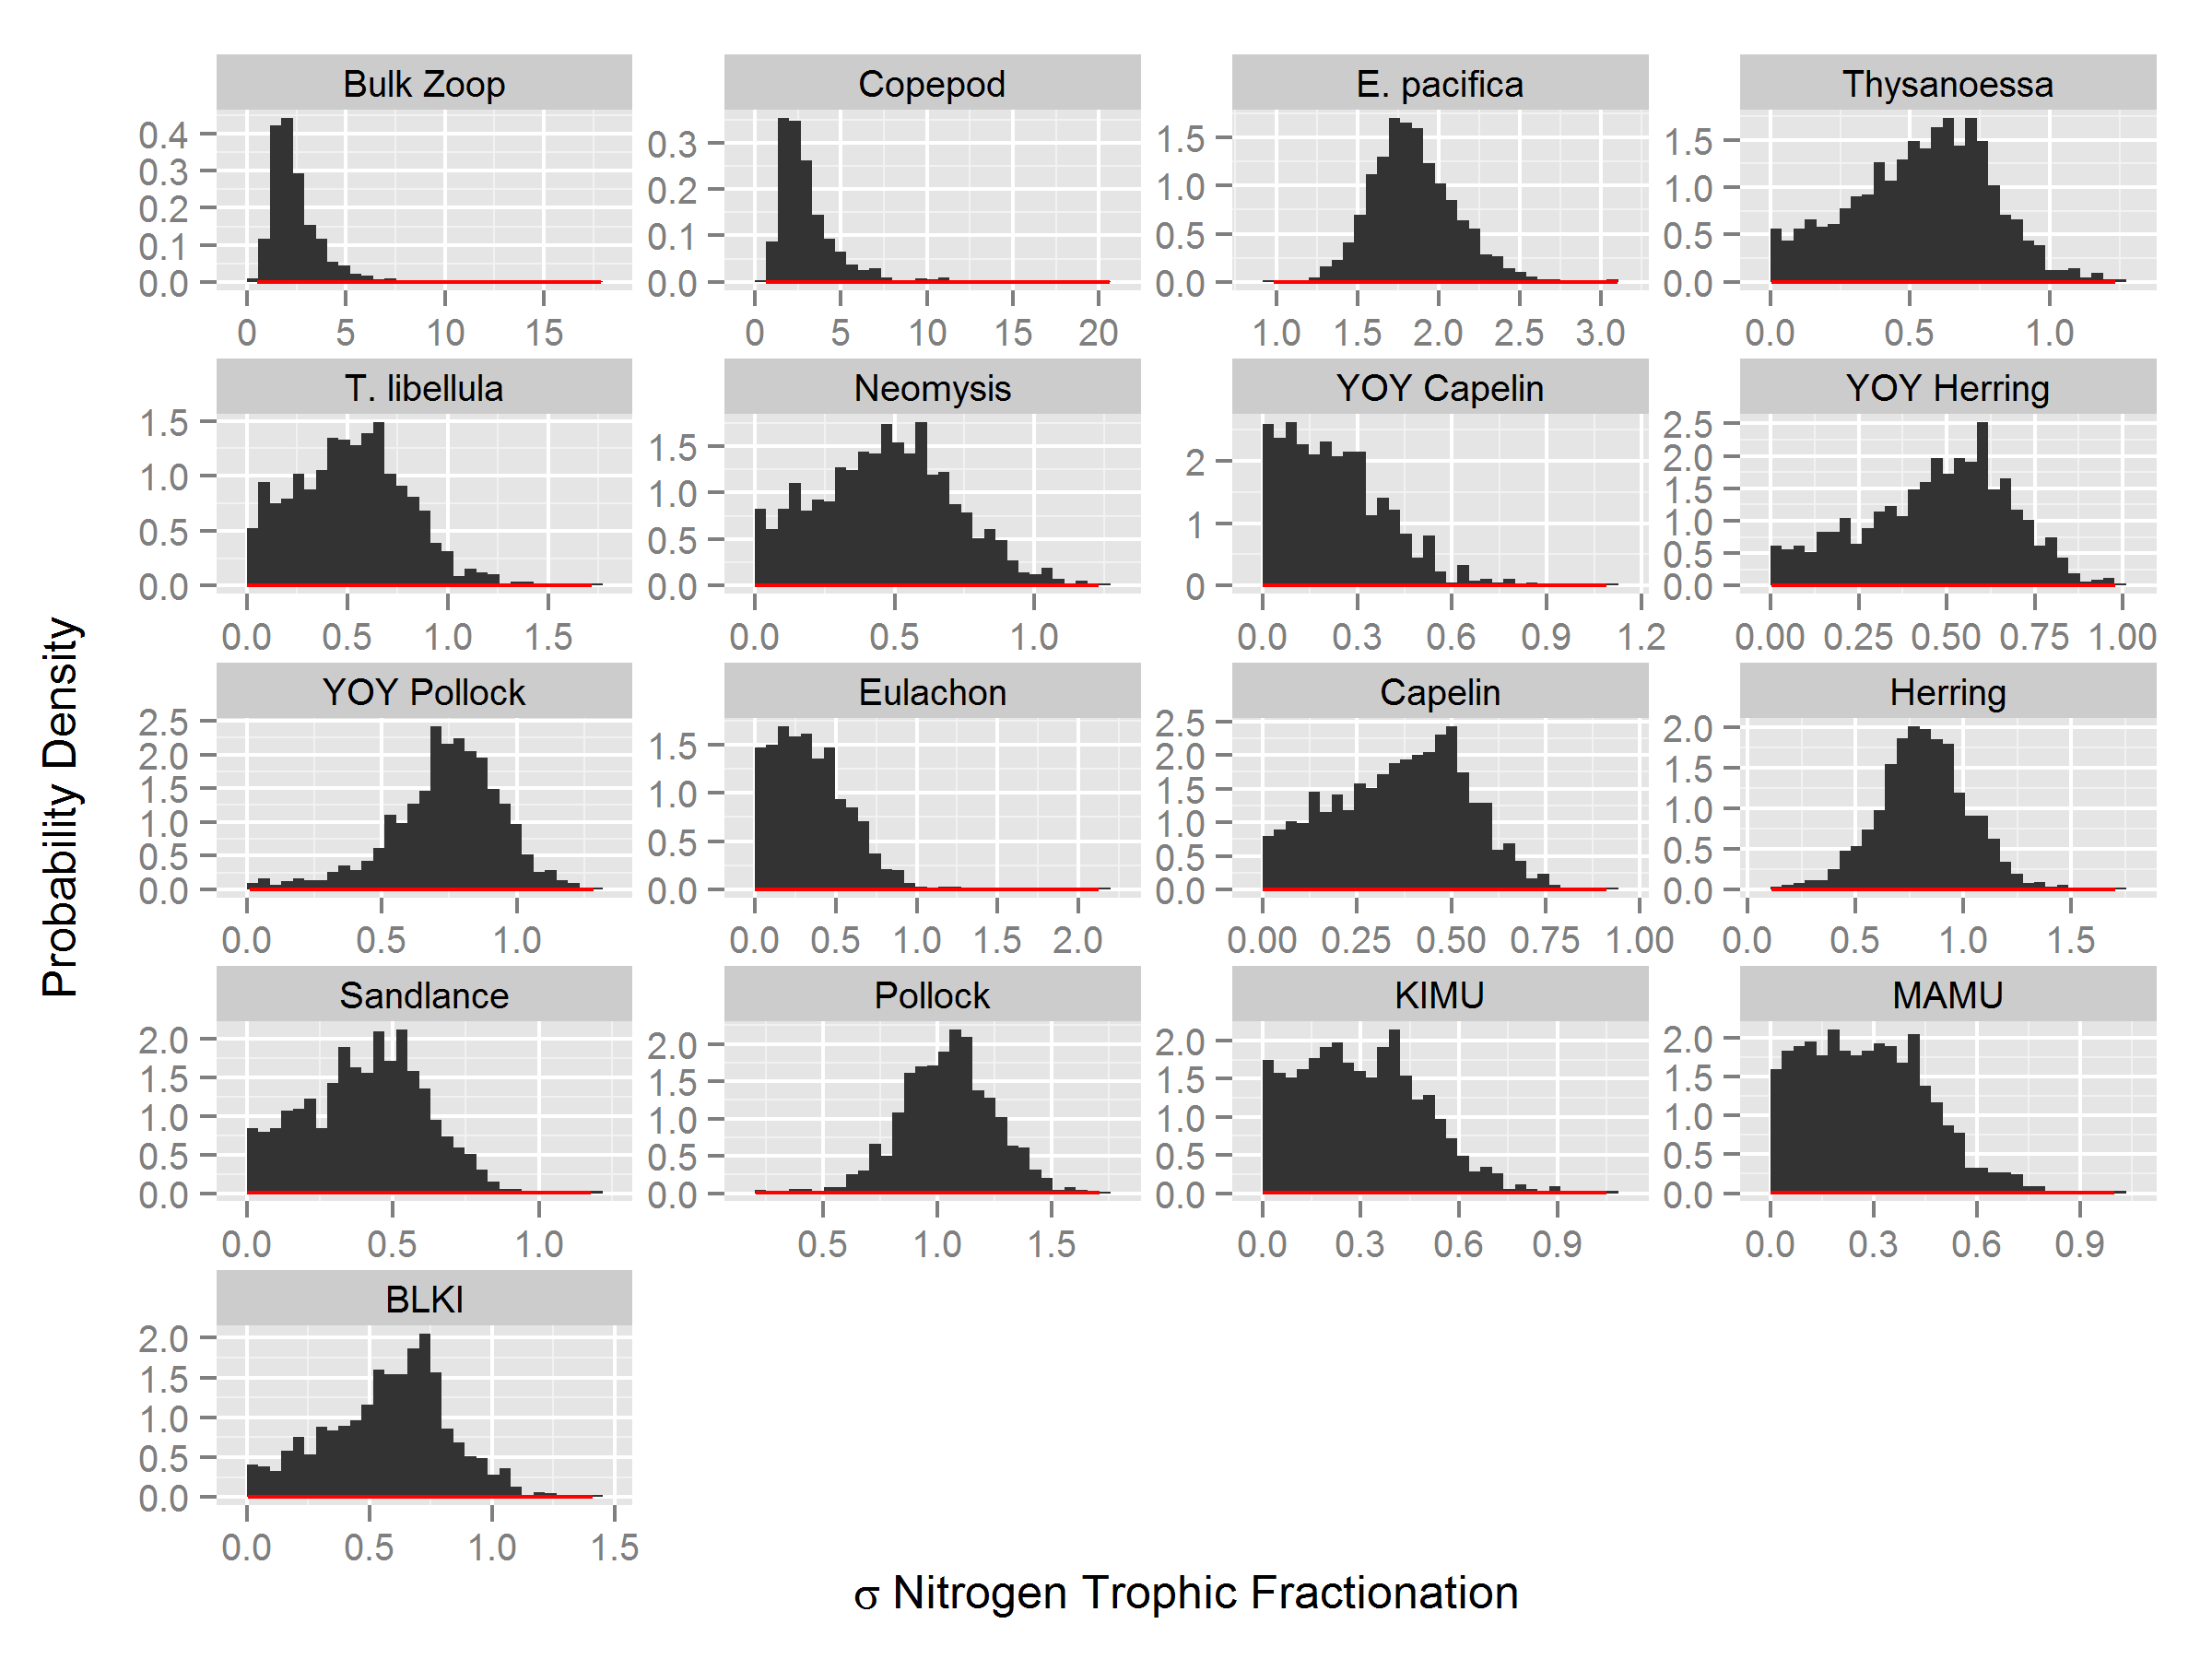 Bulk Zoop Copepod E. pacifica Thysanoessa
0.4 0.3 0.2 0.1 0.0 0.3 0.2 0.1 0.0 1.5 1.0 0.5 0.0 1.5 1.0 0.5 0.0
0 5 10 15 0 5 10 15 20 1.0 1.5 2.0 2.5 3.0 0.0 0.5 1.0
T. libellula Neomysis YOY Capelin YOY Herring
1.5 1.0 0.5 0.0 1.5 1.0 0.5 0.0 2 1 0 2.5 2.0 1.5 1.0 0.5 0.0
0.0 0.5 1.0 1.5 0.0 0.5 1.0 0.0 0.3 0.6 0.9 1.2 0.00 0.25 0.50 0.75 1.00
Probability Density
YOY Pollock Eulachon Capelin Herring
2.5 2.0 1.5 1.0 0.5 0.0 1.5 1.0 0.5 0.0 2.5 2.0 1.5 1.0 0.5 0.0 2.0 1.5 1.0 0.5 0.0
0.0 0.5 1.0 0.0 0.5 1.0 1.5 2.0 0.00 0.25 0.50 0.75 1.00 0.0 0.5 1.0 1.5
Sandlance Pollock KIMU MAMU
2.0 1.5 1.0 0.5 0.0 2.0 1.5 1.0 0.5 0.0 2.0 1.5 1.0 0.5 0.0 2.0 1.5 1.0 0.5 0.0
0.0 0.5 1.0 0.5 1.0 1.5 0.0 0.3 0.6 0.9 0.0 0.3 0.6 0.9
BLKI
2.0 1.5 1.0 0.5 0.0
0.0 0.5 1.0 1.5
σ Nitrogen Trophic Fractionation